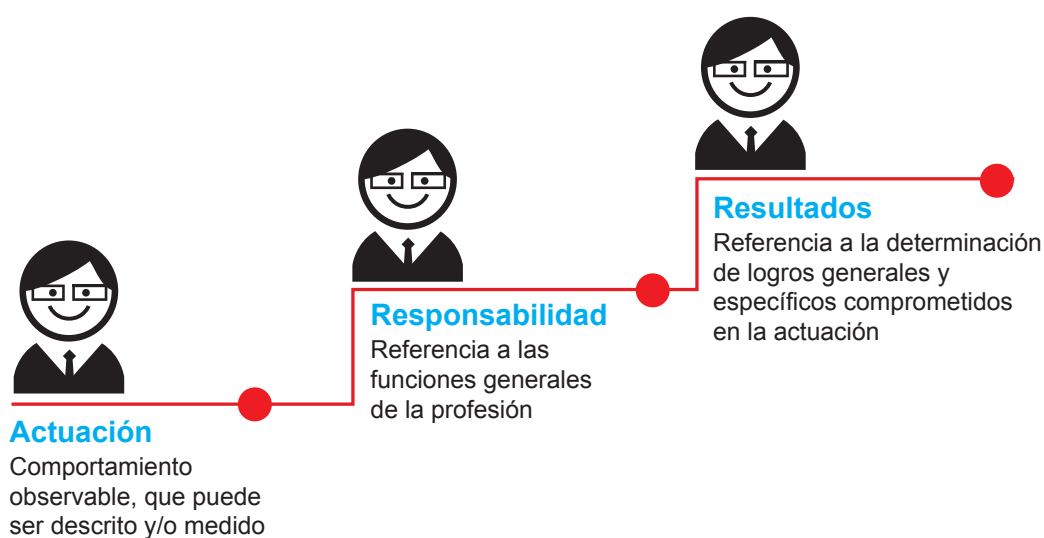 Actuación
Comportamiento
observable, que puede
ser descrito y/o medido
Responsabilidad
Referencia a las
funciones generales
de la profesión
Resultados
Referencia a la determinación
de logros generales y
específicos comprometidos
en la actuación